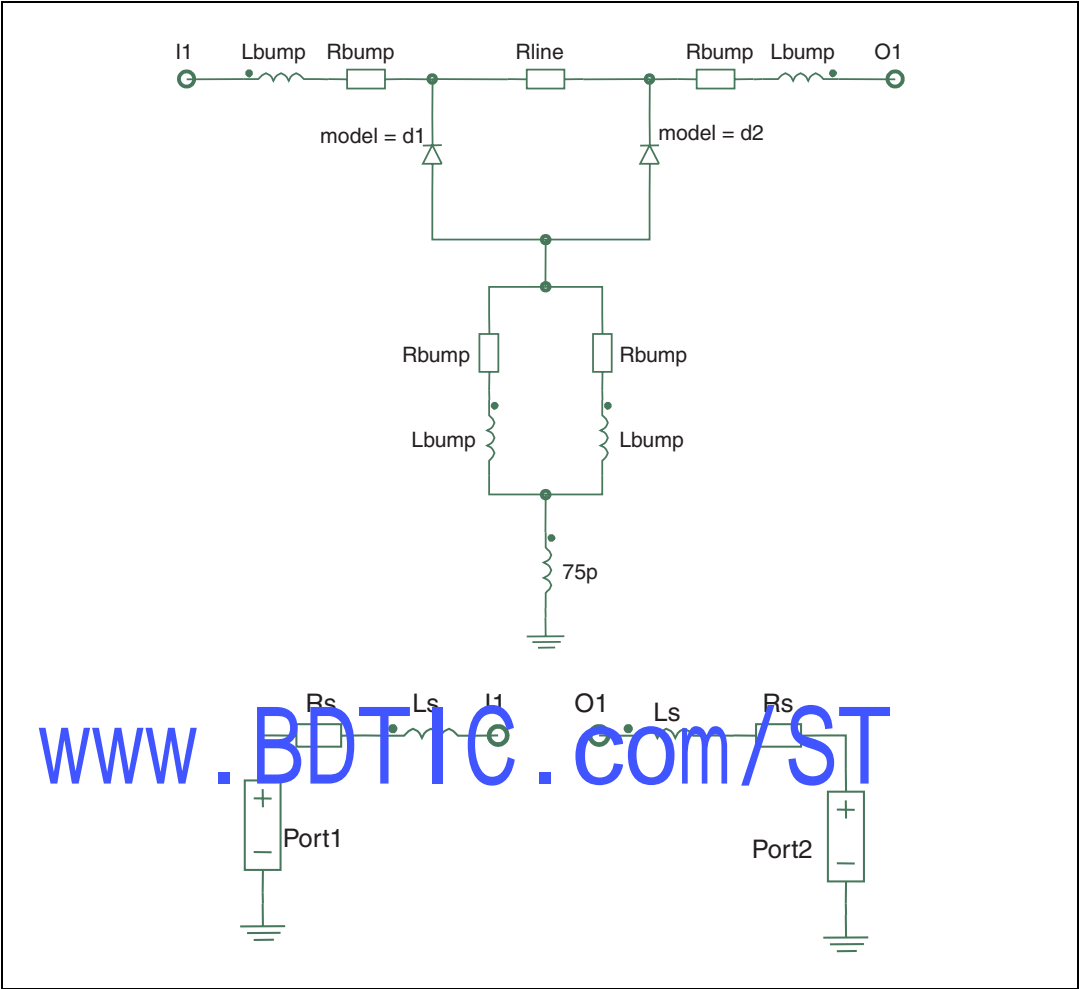 I1 Lbump Rbump Rline Rbump Lbump O1
model = d1 model = d2
Rbump Rbump
Lbump Lbump
75p
Rs Ls I1 O1 Ls Rs
www.BDTIC.com/ST
+ +
Port1 Port2
− −